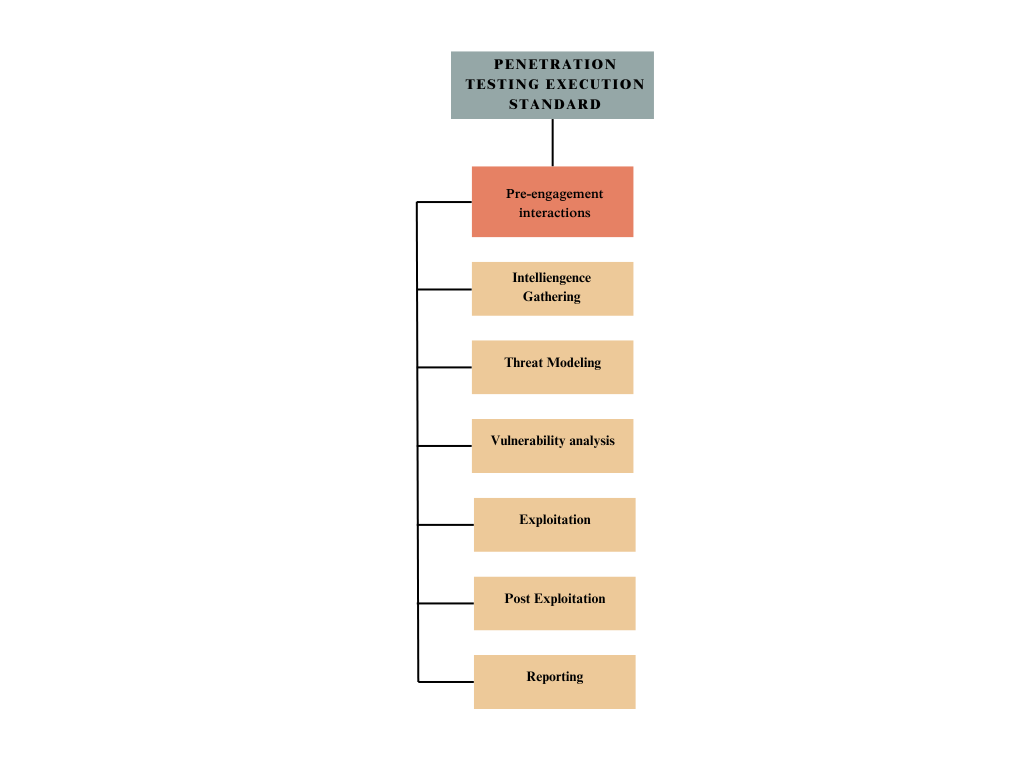 PENETRATION
TESTING EXECUTION
STANDARD
Pre-engagement
interactions
Intelliengence
Gathering
Threat Modeling
Vulnerability analysis
Exploitation
Post Exploitation
Reporting